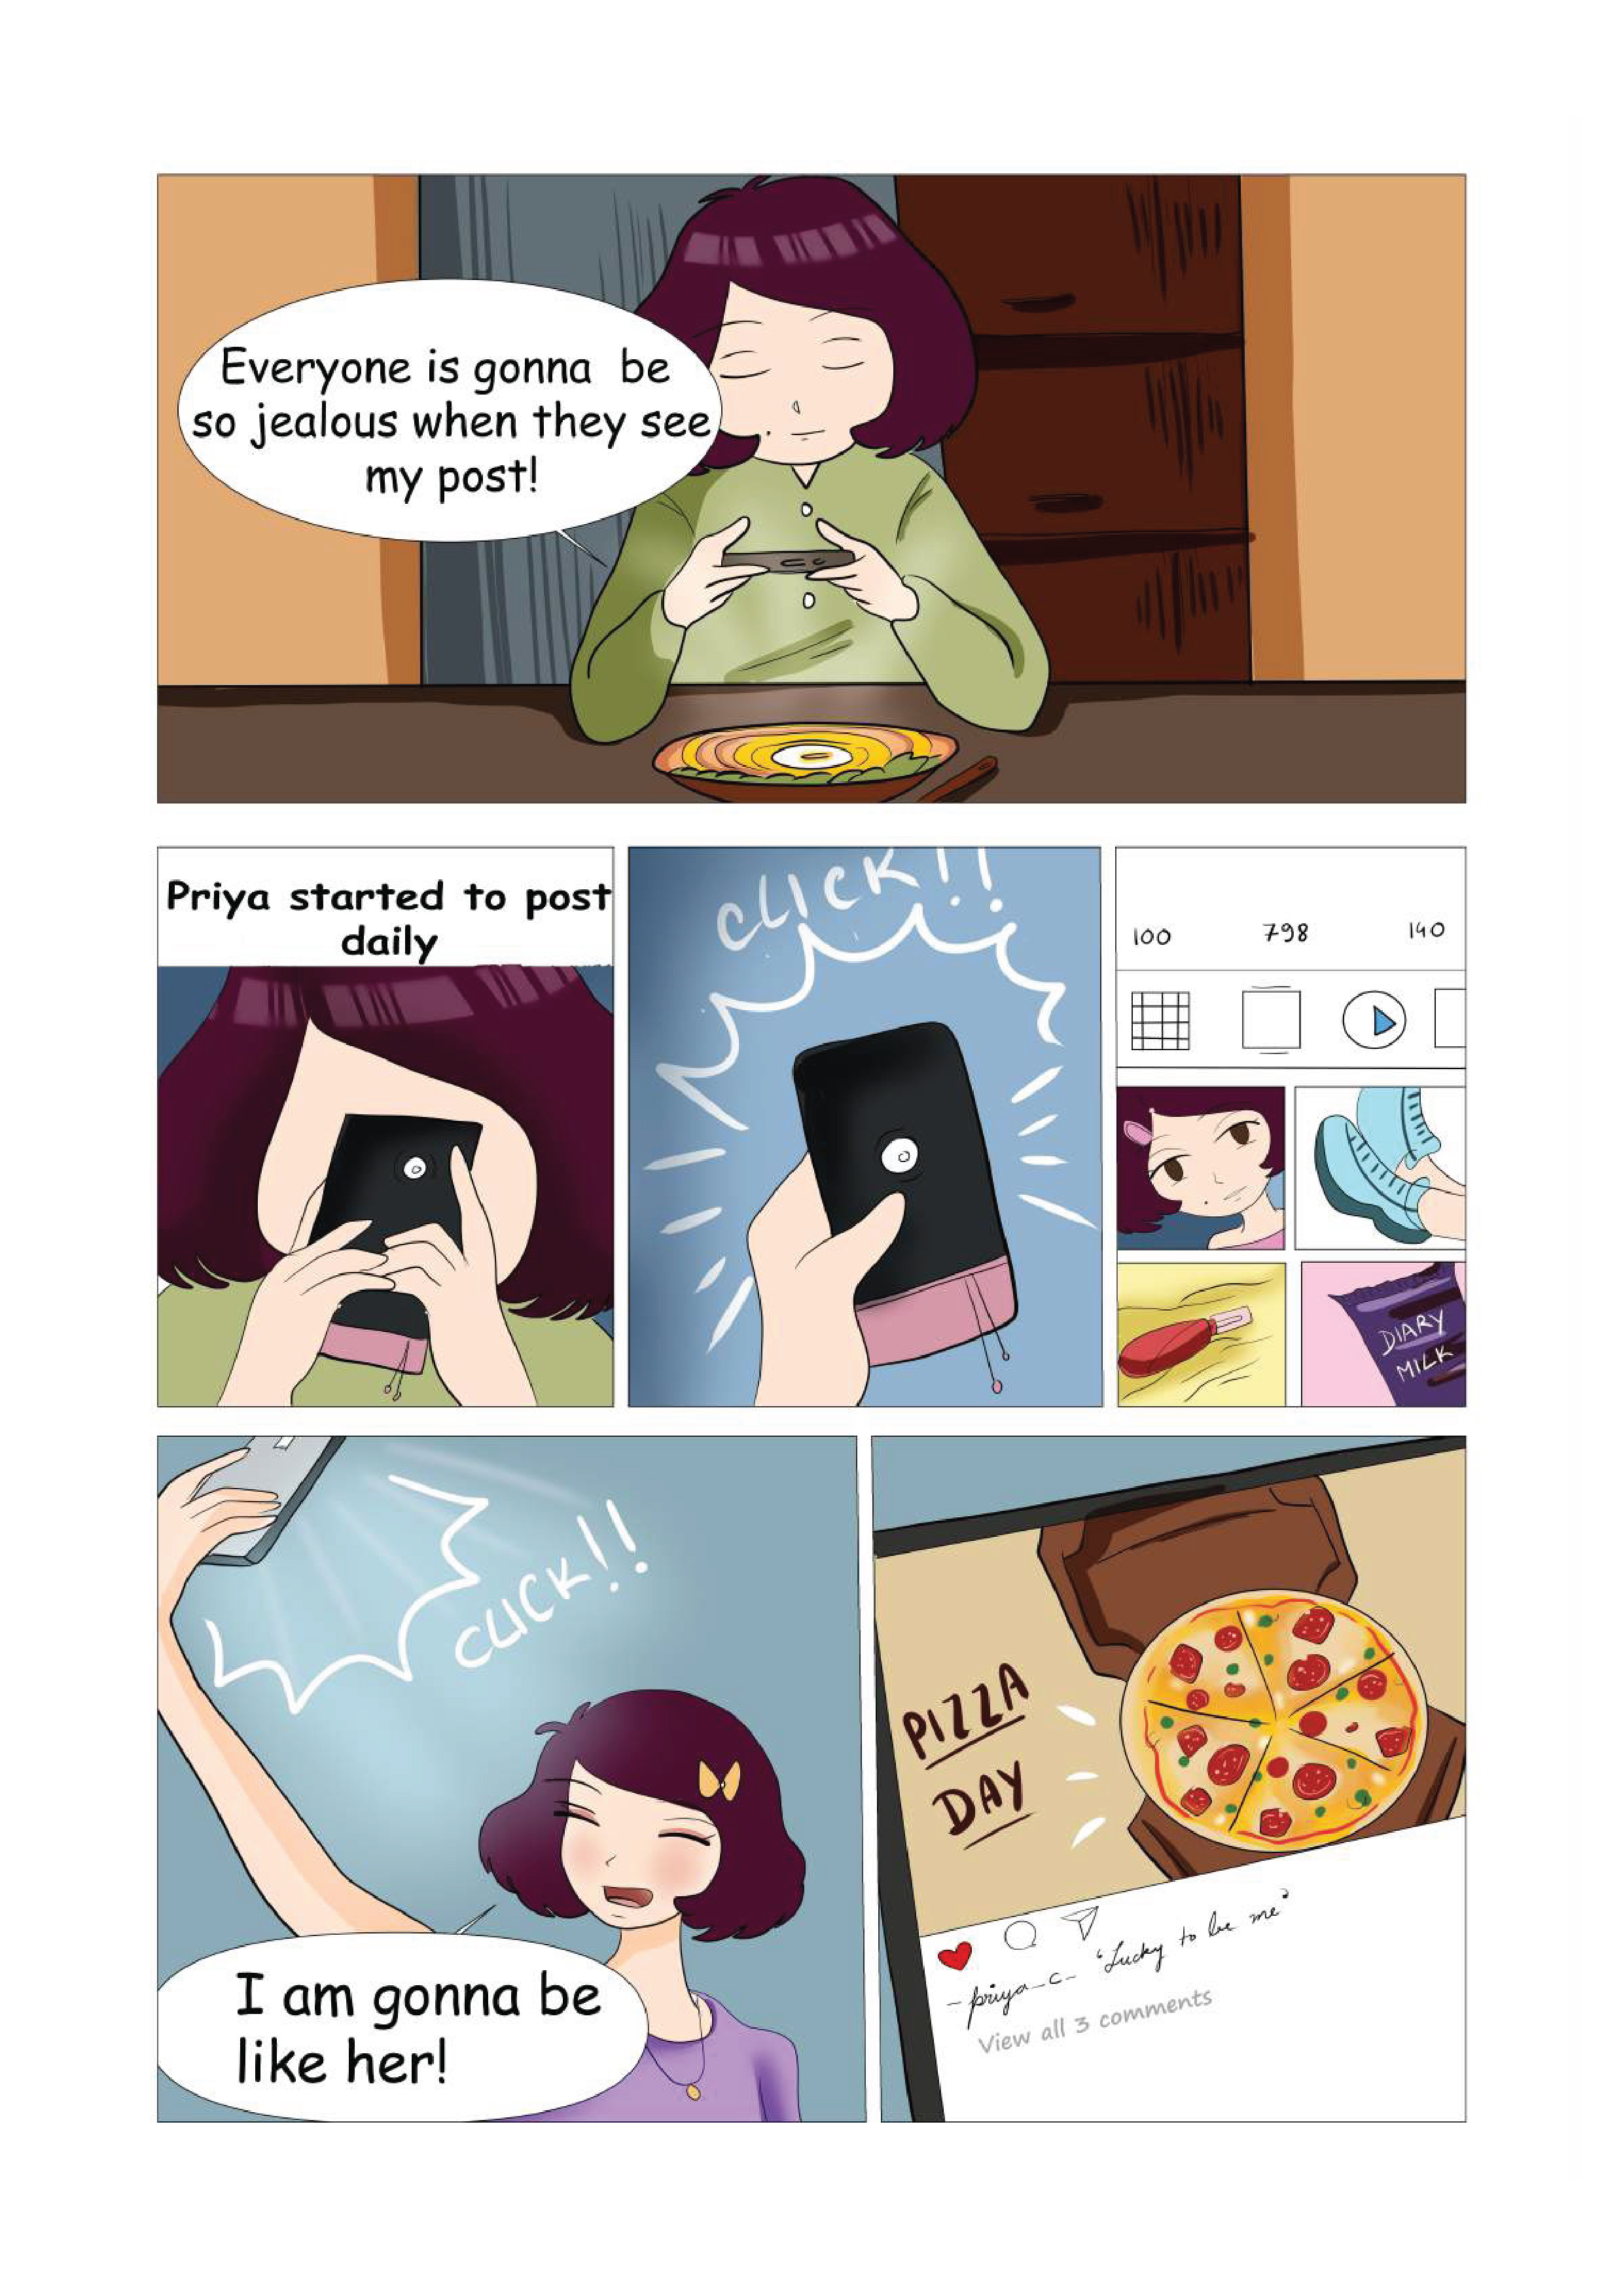 Everyone is gonna be
so jealous when they see
my post!
Priya started to post
daily
CLICK!!
100 798 140
DIARY
MILK
CLICK!!
I am gonna be
like her!
PIZZA
DAY
- priya_c_ "Lucky to be me"
View all 3 comments